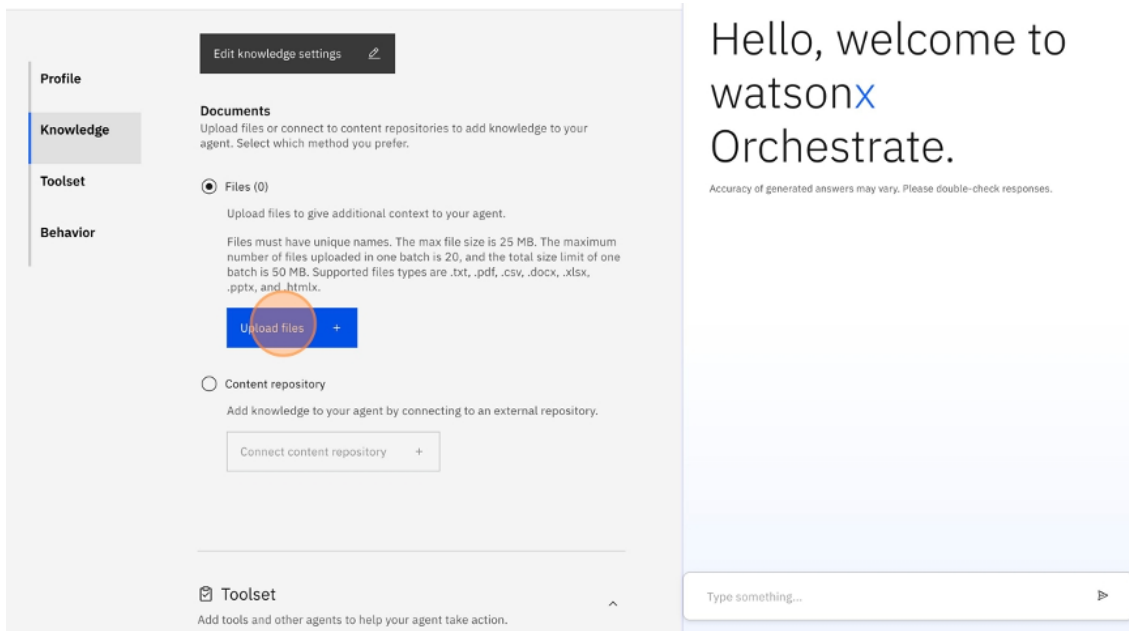 Profile
Knowledge
Toolset
Behavior
Edit knowledge settings
Documents
Upload files or connect to content repositories to add knowledge to your
agent. Select which method you prefer.
Files (0)
Upload files to give additional context to your agent.
Files must have unique names. The max file size is 25 MB. The maximum
number of files uploaded in one batch is 20, and the total size limit of one
batch is 50 MB. Supported files types are .txt, .pdf, .csv, .docx, .xlsx,
.pptx, and .htmlx.
Upload files +
Content repository
Add knowledge to your agent by connecting to an external repository.
Connect content repository +
Toolset
Add tools and other agents to help your agent take action.
Hello, welcome to
watsonx
Orchestrate.
Accuracy of generated answers may vary. Please double-check responses.
Type something...